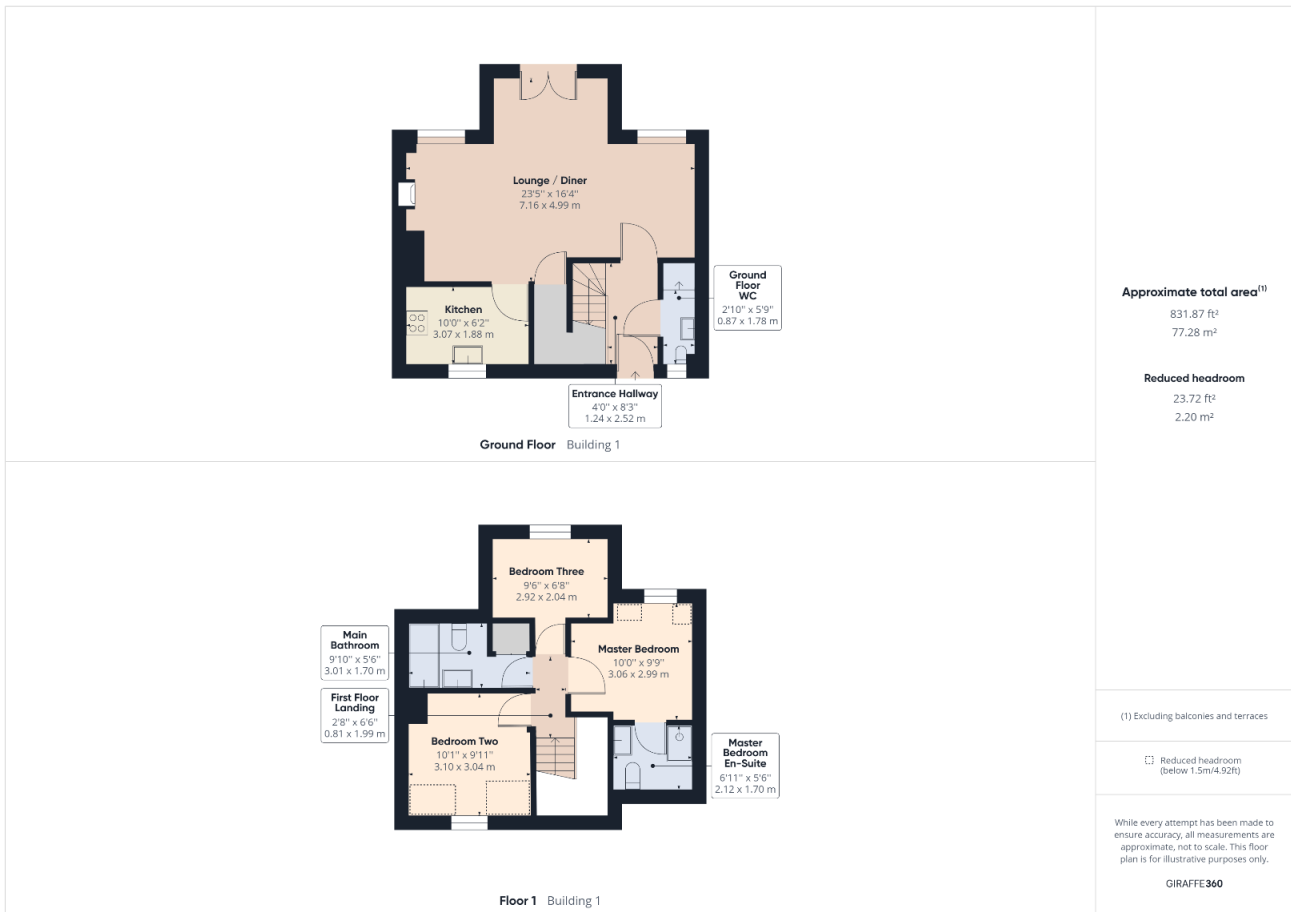 Lounge / Diner
23'5" x 16'4"
7.16 x 4.99 m
Kitchen
10'0" x 6'2"
3.07 x 1.88 m
Ground
Floor
WC
2'10" x 5'9"
0.87 x 1.78 m
Entrance Hallway
4'0" x 8'3"
1.24 x 2.52 m
Ground Floor Building 1
Bedroom Three
9'6" x 6'8"
2.92 x 2.04 m
Main
Bathroom
9'10" x 5'6"
3.01 x 1.70 m
Master Bedroom
10'0" x 9'9"
3.06 x 2.99 m
First Floor
Landing
2'8" x 6'6"
0.81 x 1.99 m
Bedroom Two
10'1" x 9'11"
3.10 x 3.04 m
Master
Bedroom
En-Suite
6'11" x 5'6"
2.12 x 1.70 m
Floor 1 Building 1
Approximate total area(1)
831.87 ft²
77.28 m²
Reduced headroom
23.72 ft²
2.20 m²
(1) Excluding balconies and terraces
Reduced headroom
(below 1.5m/4.92ft)
While every attempt has been made to
ensure accuracy, all measurements are
approximate, not to scale. This floor
plan is for illustrative purposes only.
GIRAFFE360